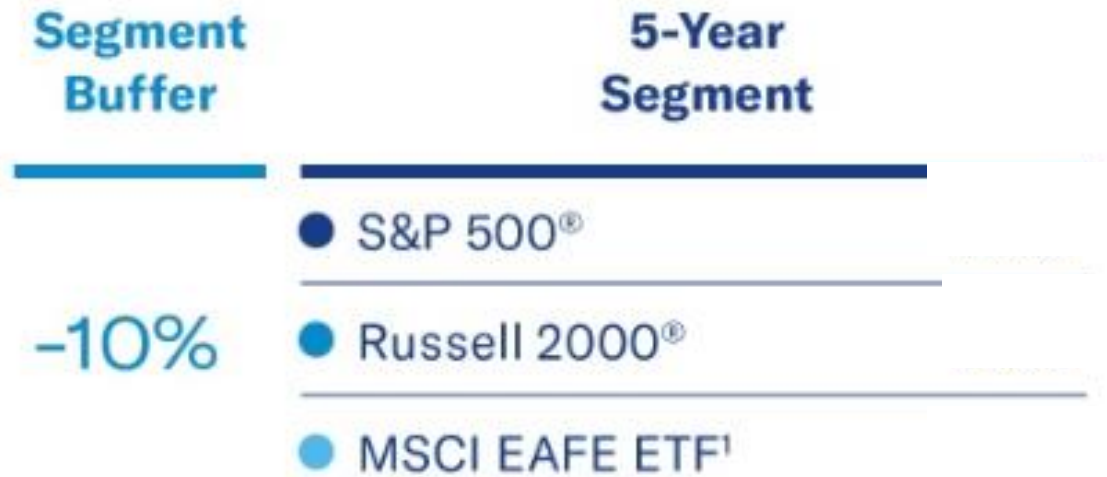 Segment
Buffer
5-Year
Segment
-10%
S&P 500®
Russell 2000®
MSCI EAFE ETF¹